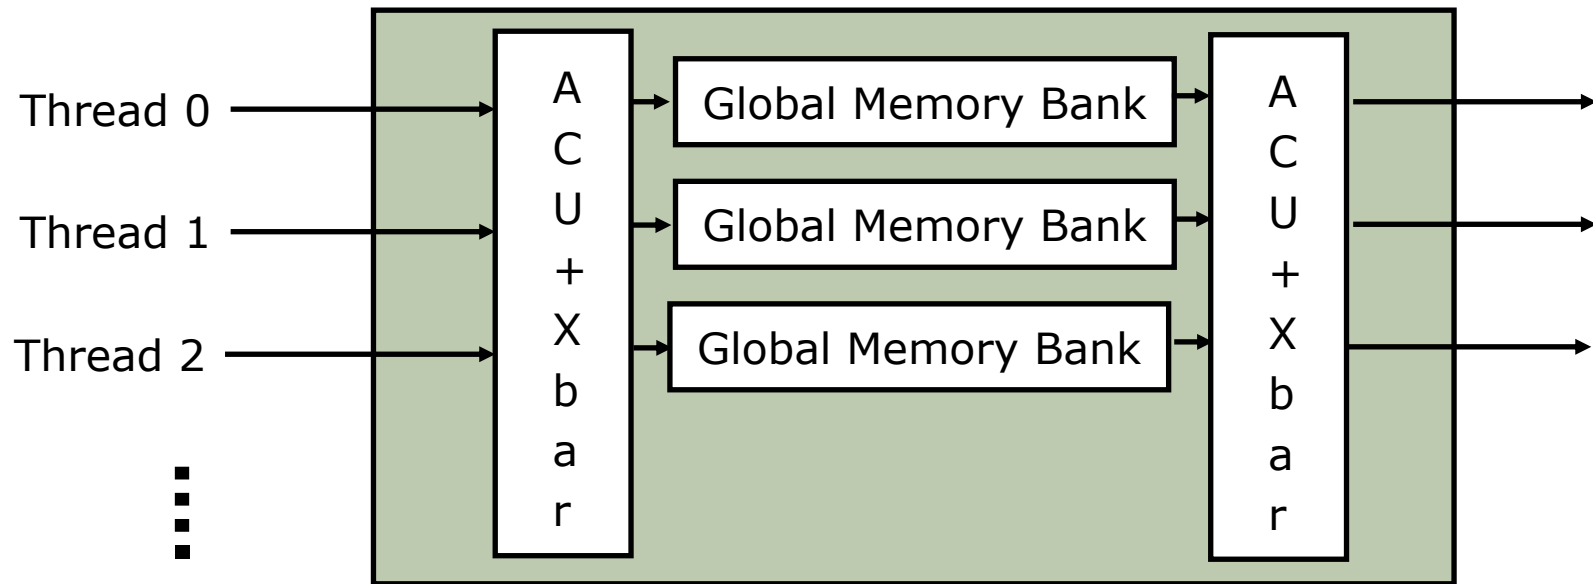 Thread 0
Thread 1
Thread 2
A
C
U
+
X
b
a
r
Global Memory Bank
Global Memory Bank
Global Memory Bank
A
C
U
+
X
b
a
r